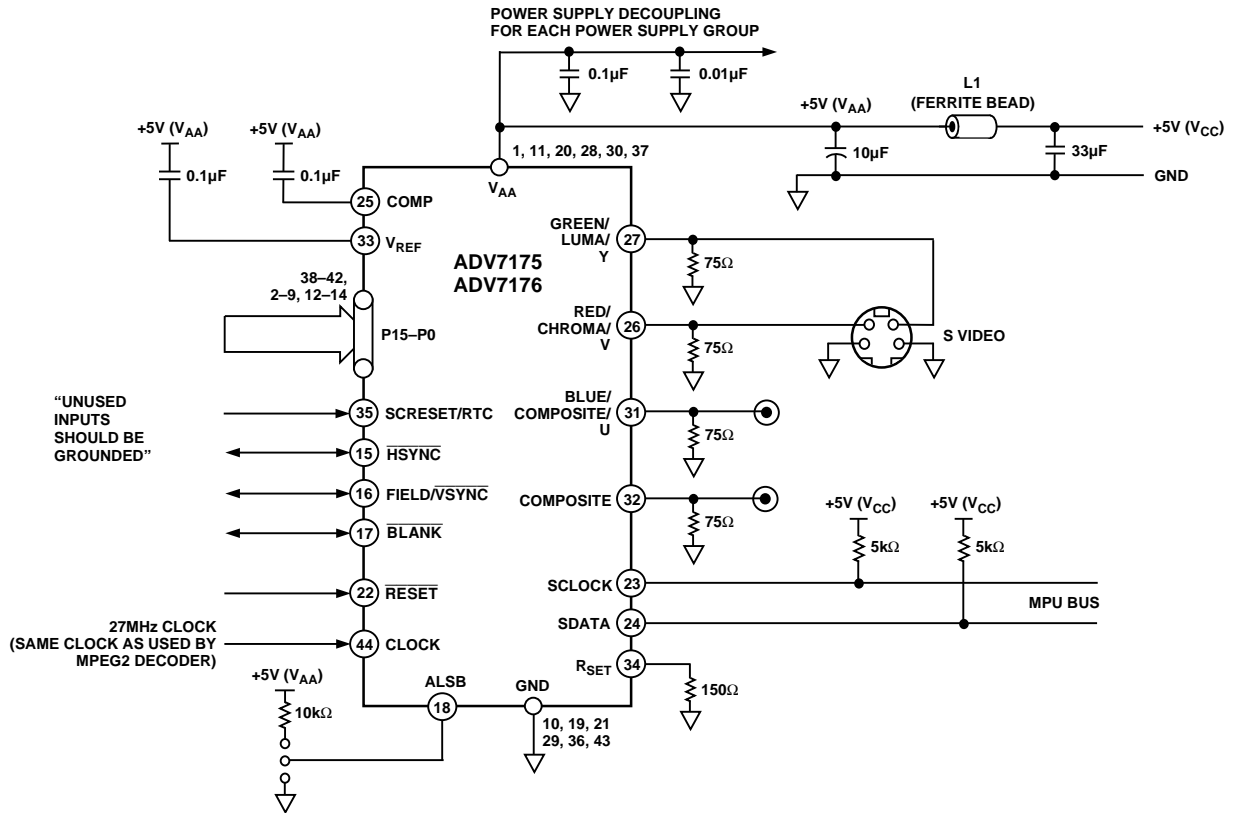 POWER SUPPLY DECOUPLING
FOR EACH POWER SUPPLY GROUP
0.1µF
0.01µF
L1
(FERRITE BEAD)
+5V (VAA)
+5V (VCC)
10µF
33µF
GND
+5V (VAA)
0.1µF
+5V (VAA)
0.1µF
1, 11, 20, 28, 30, 37
VAA
25
COMP
33
VREF
ADV7175
ADV7176
38–42,
2–9, 12–14
P15–P0
"UNUSED
INPUTS
SHOULD BE
GROUNDED"
35
SCRESET/RTC
15
HSYNC
16
FIELD/VSYNC
17
BLANK
22
RESET
27MHz CLOCK
(SAME CLOCK AS USED BY
MPEG2 DECODER)
44
CLOCK
+5V (VAA)
10kΩ
ALSB
18
GND
10, 19, 21
29, 36, 43
GREEN/
LUMA/
Y
27
75Ω
RED/
CHROMA/
V
26
75Ω
S VIDEO
BLUE/
COMPOSITE/
U
31
75Ω
COMPOSITE
32
75Ω
+5V (VCC)
5kΩ
+5V (VCC)
5kΩ
SCLOCK
23
MPU BUS
SDATA
24
RSET
34
150Ω